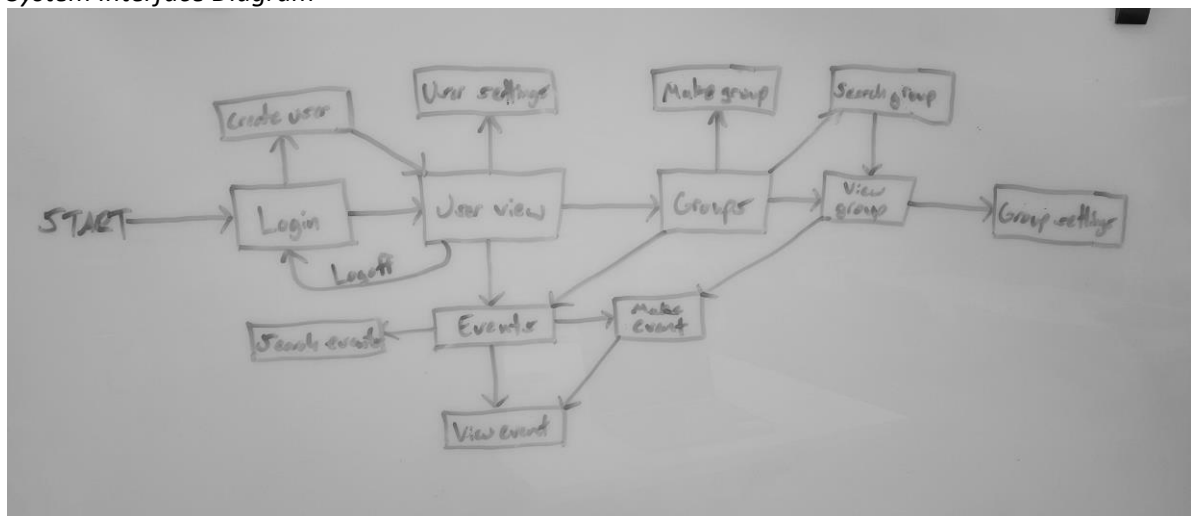 System Interface Diagram
User settings
Make group
Search group
Create user
START
Login
User view
Groups
View
group
Group settings
Logoff
Events
Make
event
Search events
View event